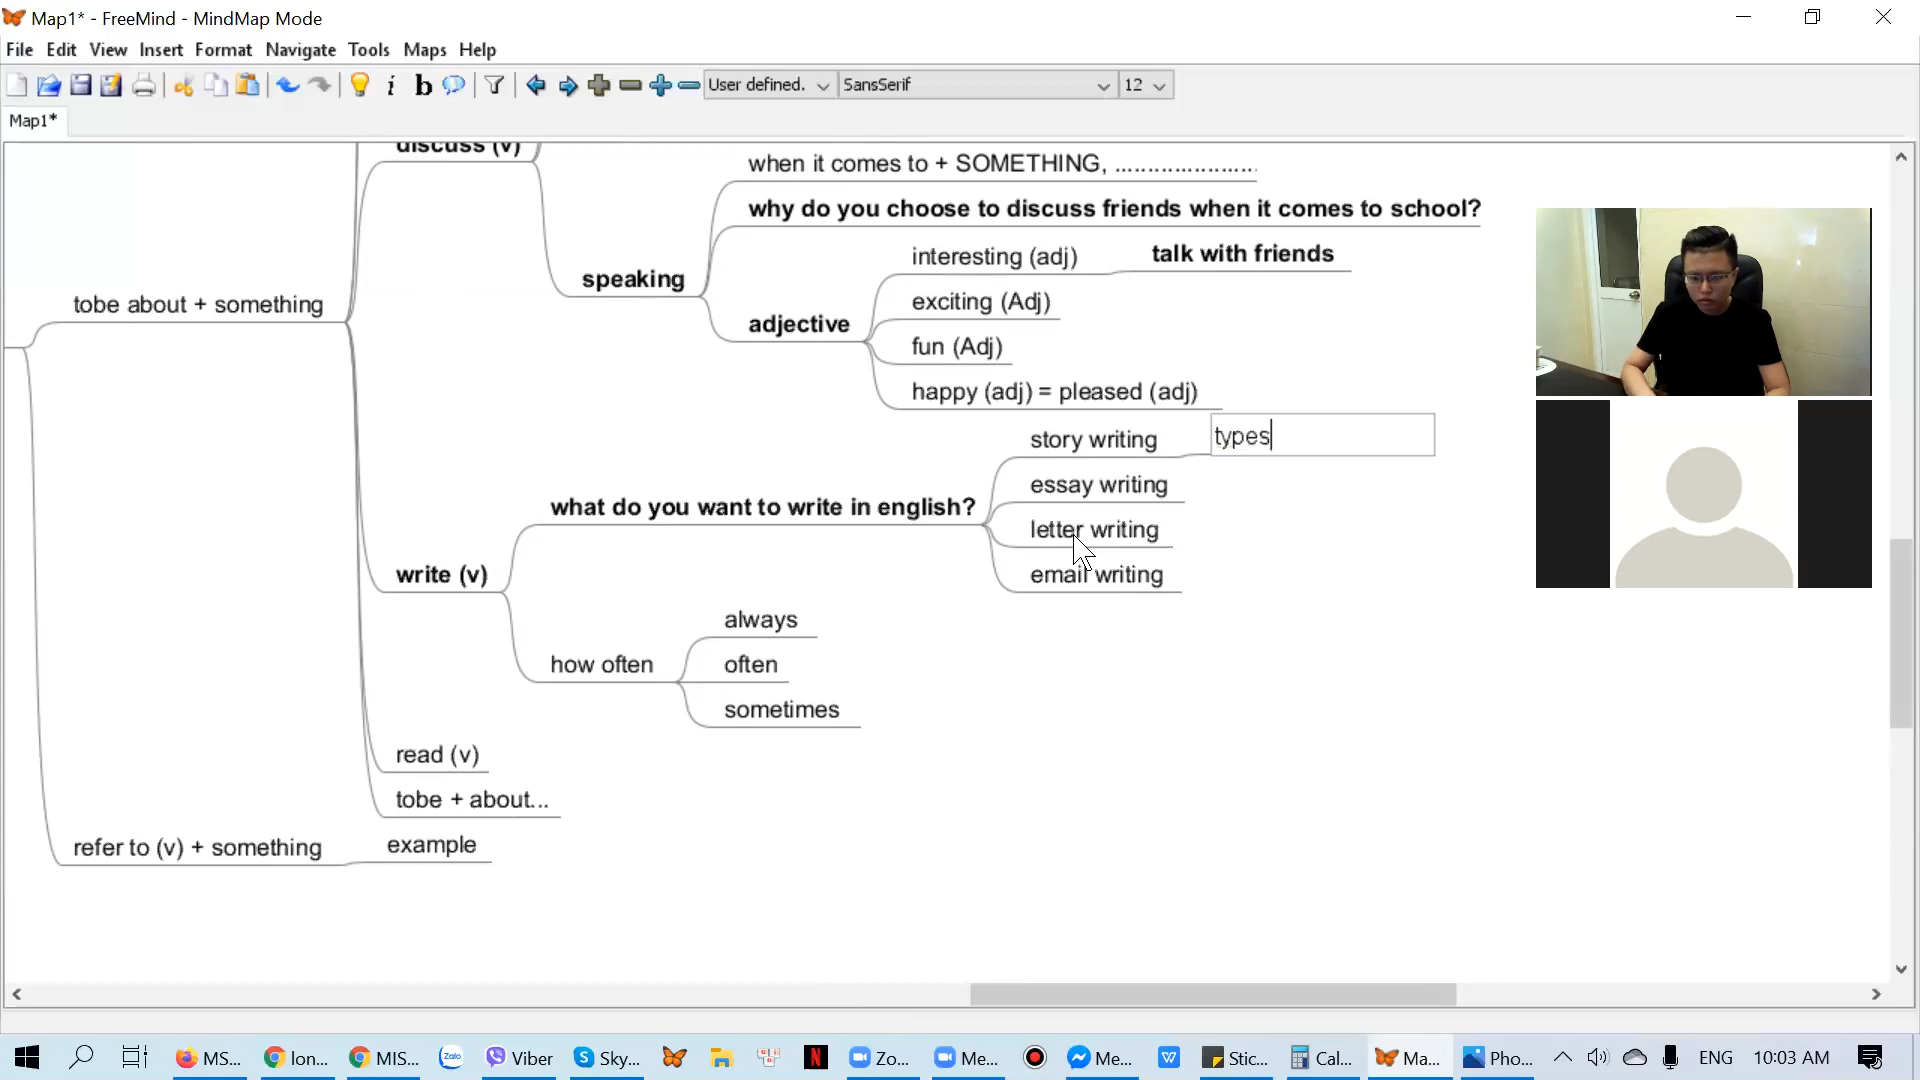 Map1* - FreeMind - MindMap Mode
File Edit View Insert Format Navigate Tools Maps Help
User defined. SansSerif 12
Map1*
discuss (v)
when it comes to + SOMETHING, ......................
why do you choose to discuss friends when it comes to school?
interesting (adj) talk with friends
speaking
exciting (Adj)
tobe about + something
adjective
fun (Adj)
happy (adj) = pleased (adj)
story writing types
essay writing
what do you want to write in english?
letter writing
write (v)
email writing
always
how often
often
sometimes
read (v)
tobe + about...
refer to (v) + something example
MS... lon... MIS... Zalo Viber Sky... Zo... Me... Me... Stic... Cal... Ma... Pho... ENG 10:03 AM